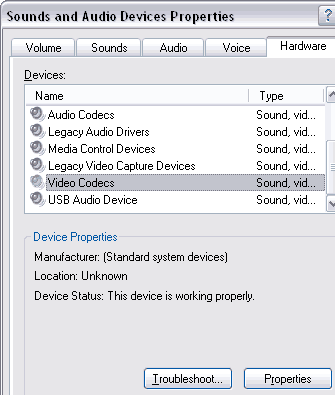 Sounds and Audio Devices Properties
?
Volume Sounds Audio Voice Hardware
Devices:
Name Type
Audio Codecs Sound, vid...
Legacy Audio Drivers Sound, vid...
Media Control Devices Sound, vid...
Legacy Video Capture Devices Sound, vid...
Video Codecs Sound, vid...
USB Audio Device Sound, vid...
Device Properties
Manufacturer: (Standard system devices)
Location: Unknown
Device Status: This device is working properly.
Troubleshoot... Properties